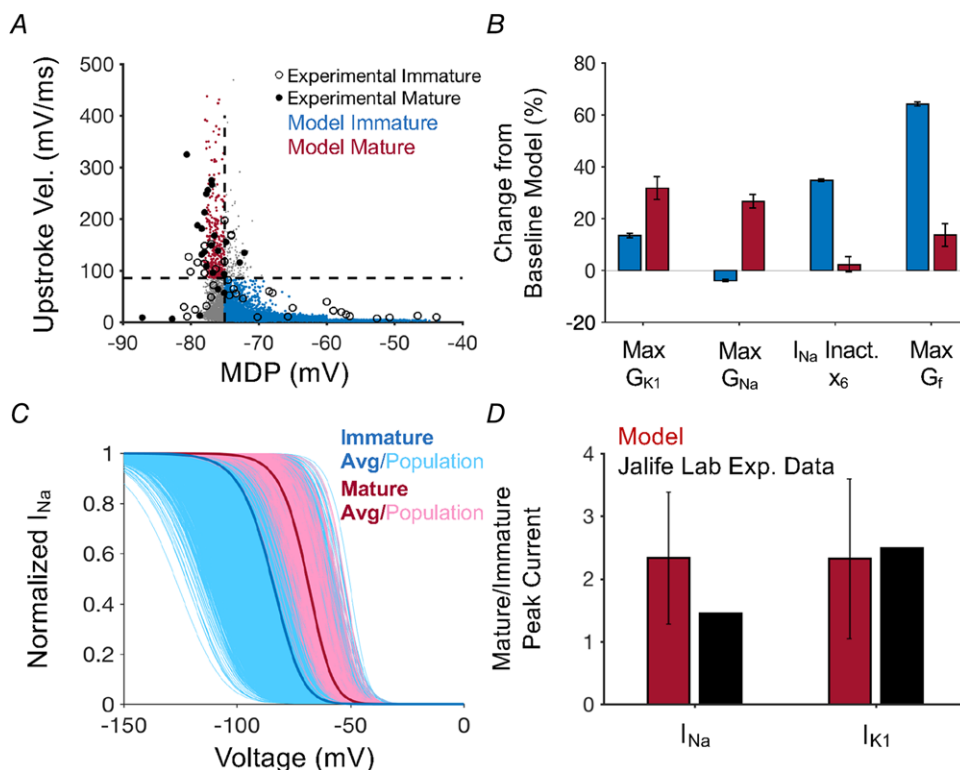 A
Upstroke Vel. (mV/ms)
500
400
300
200
100
0
Experimental Immature
Experimental Mature
Model Immature
Model Mature
-90
-80
-70
-60
-50
-40
MDP (mV)
B
Change from
Baseline Model (%)
80
60
40
20
0
-20
Max
GK1
Max
GNa
INa Inact.
x6
Max
Gf
C
Normalized INa
1
0.8
0.6
0.4
0.2
0
Immature
Avg/Population
Mature
Avg/Population
-150
-100
-50
0
Voltage (mV)
D
Mature/Immature
Peak Current
4
3
2
1
0
Model
Jalife Lab Exp. Data
INa
IK1